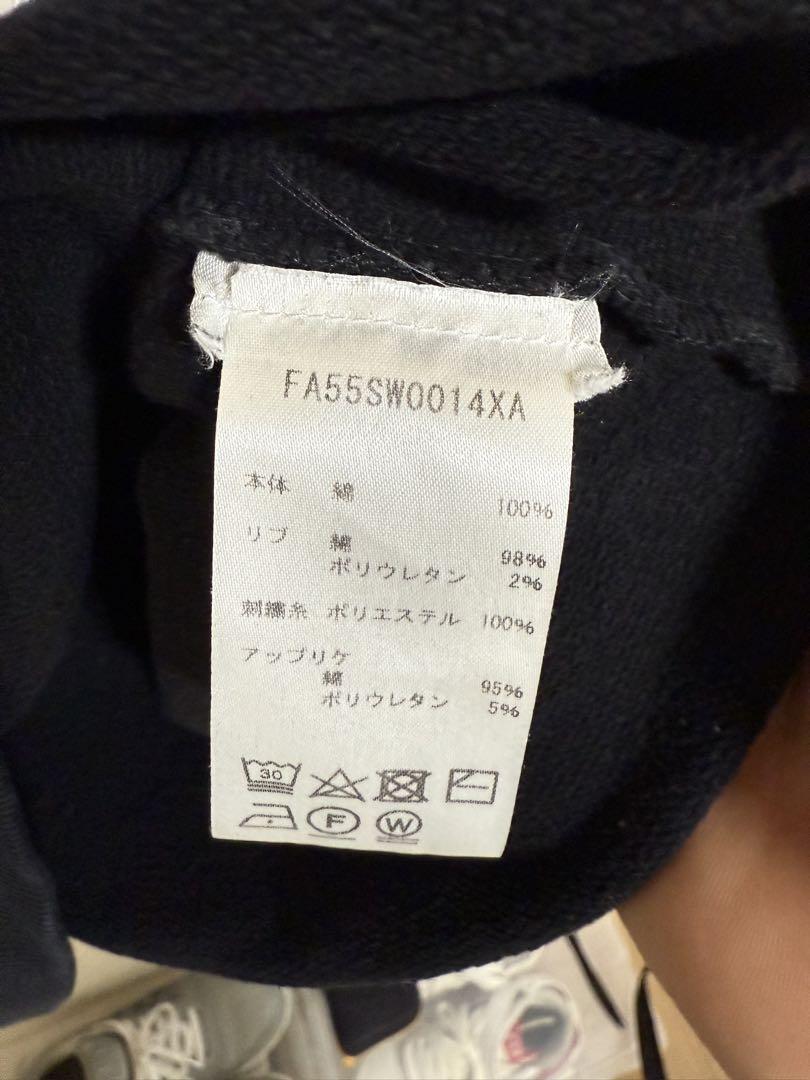 FA55SW0014XA
本体 綿 100%
リブ 綿 98%
ポリウレタン 2%
刺繍糸 ポリエステル 100%
アップリケ
綿 95%
ポリウレタン 5%
30
F W